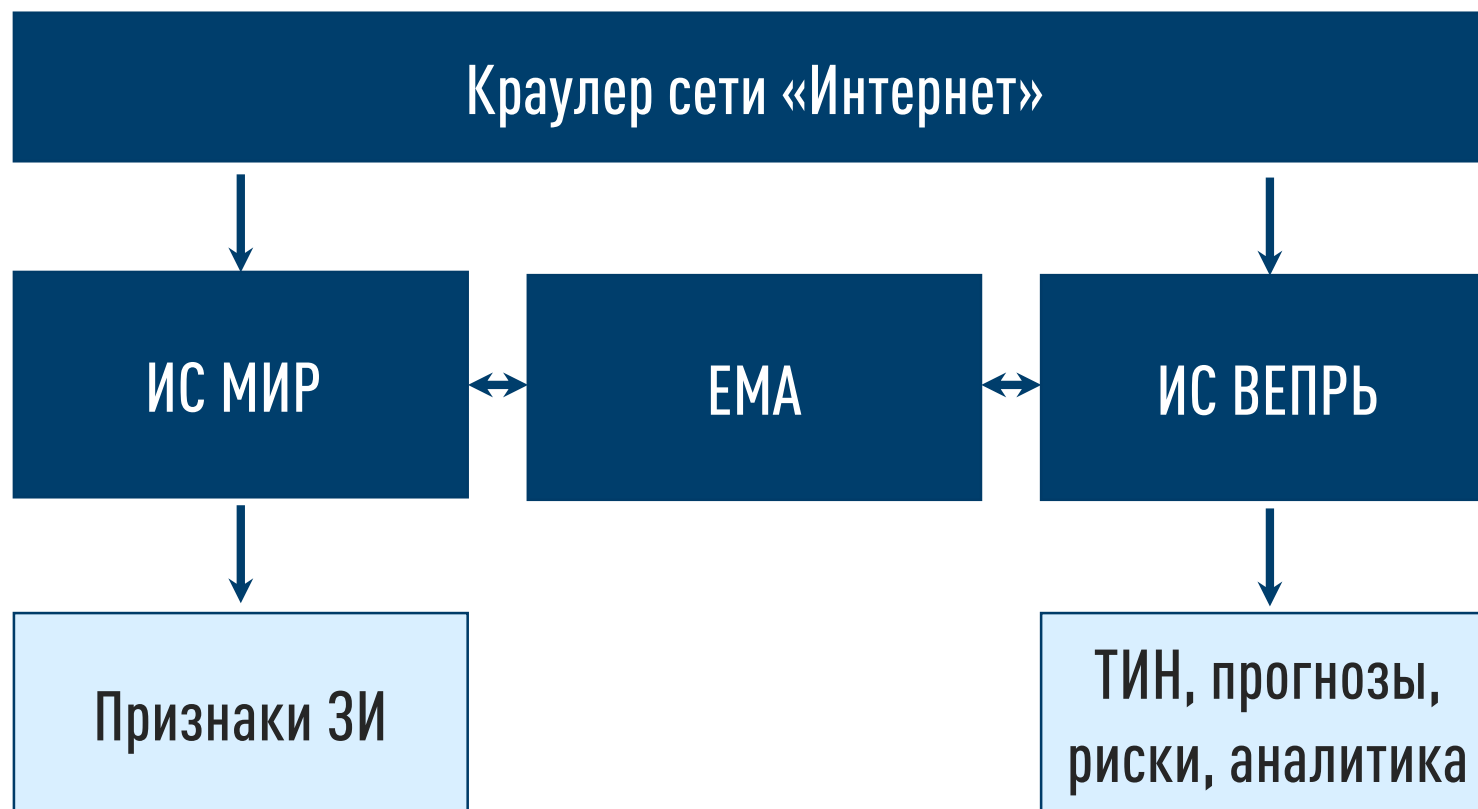 Краулер сети «Интернет»
ИС МИР
ЕМА
ИС ВЕПРЬ
Признаки ЗИ
ТИН, прогнозы,
риски, аналитика